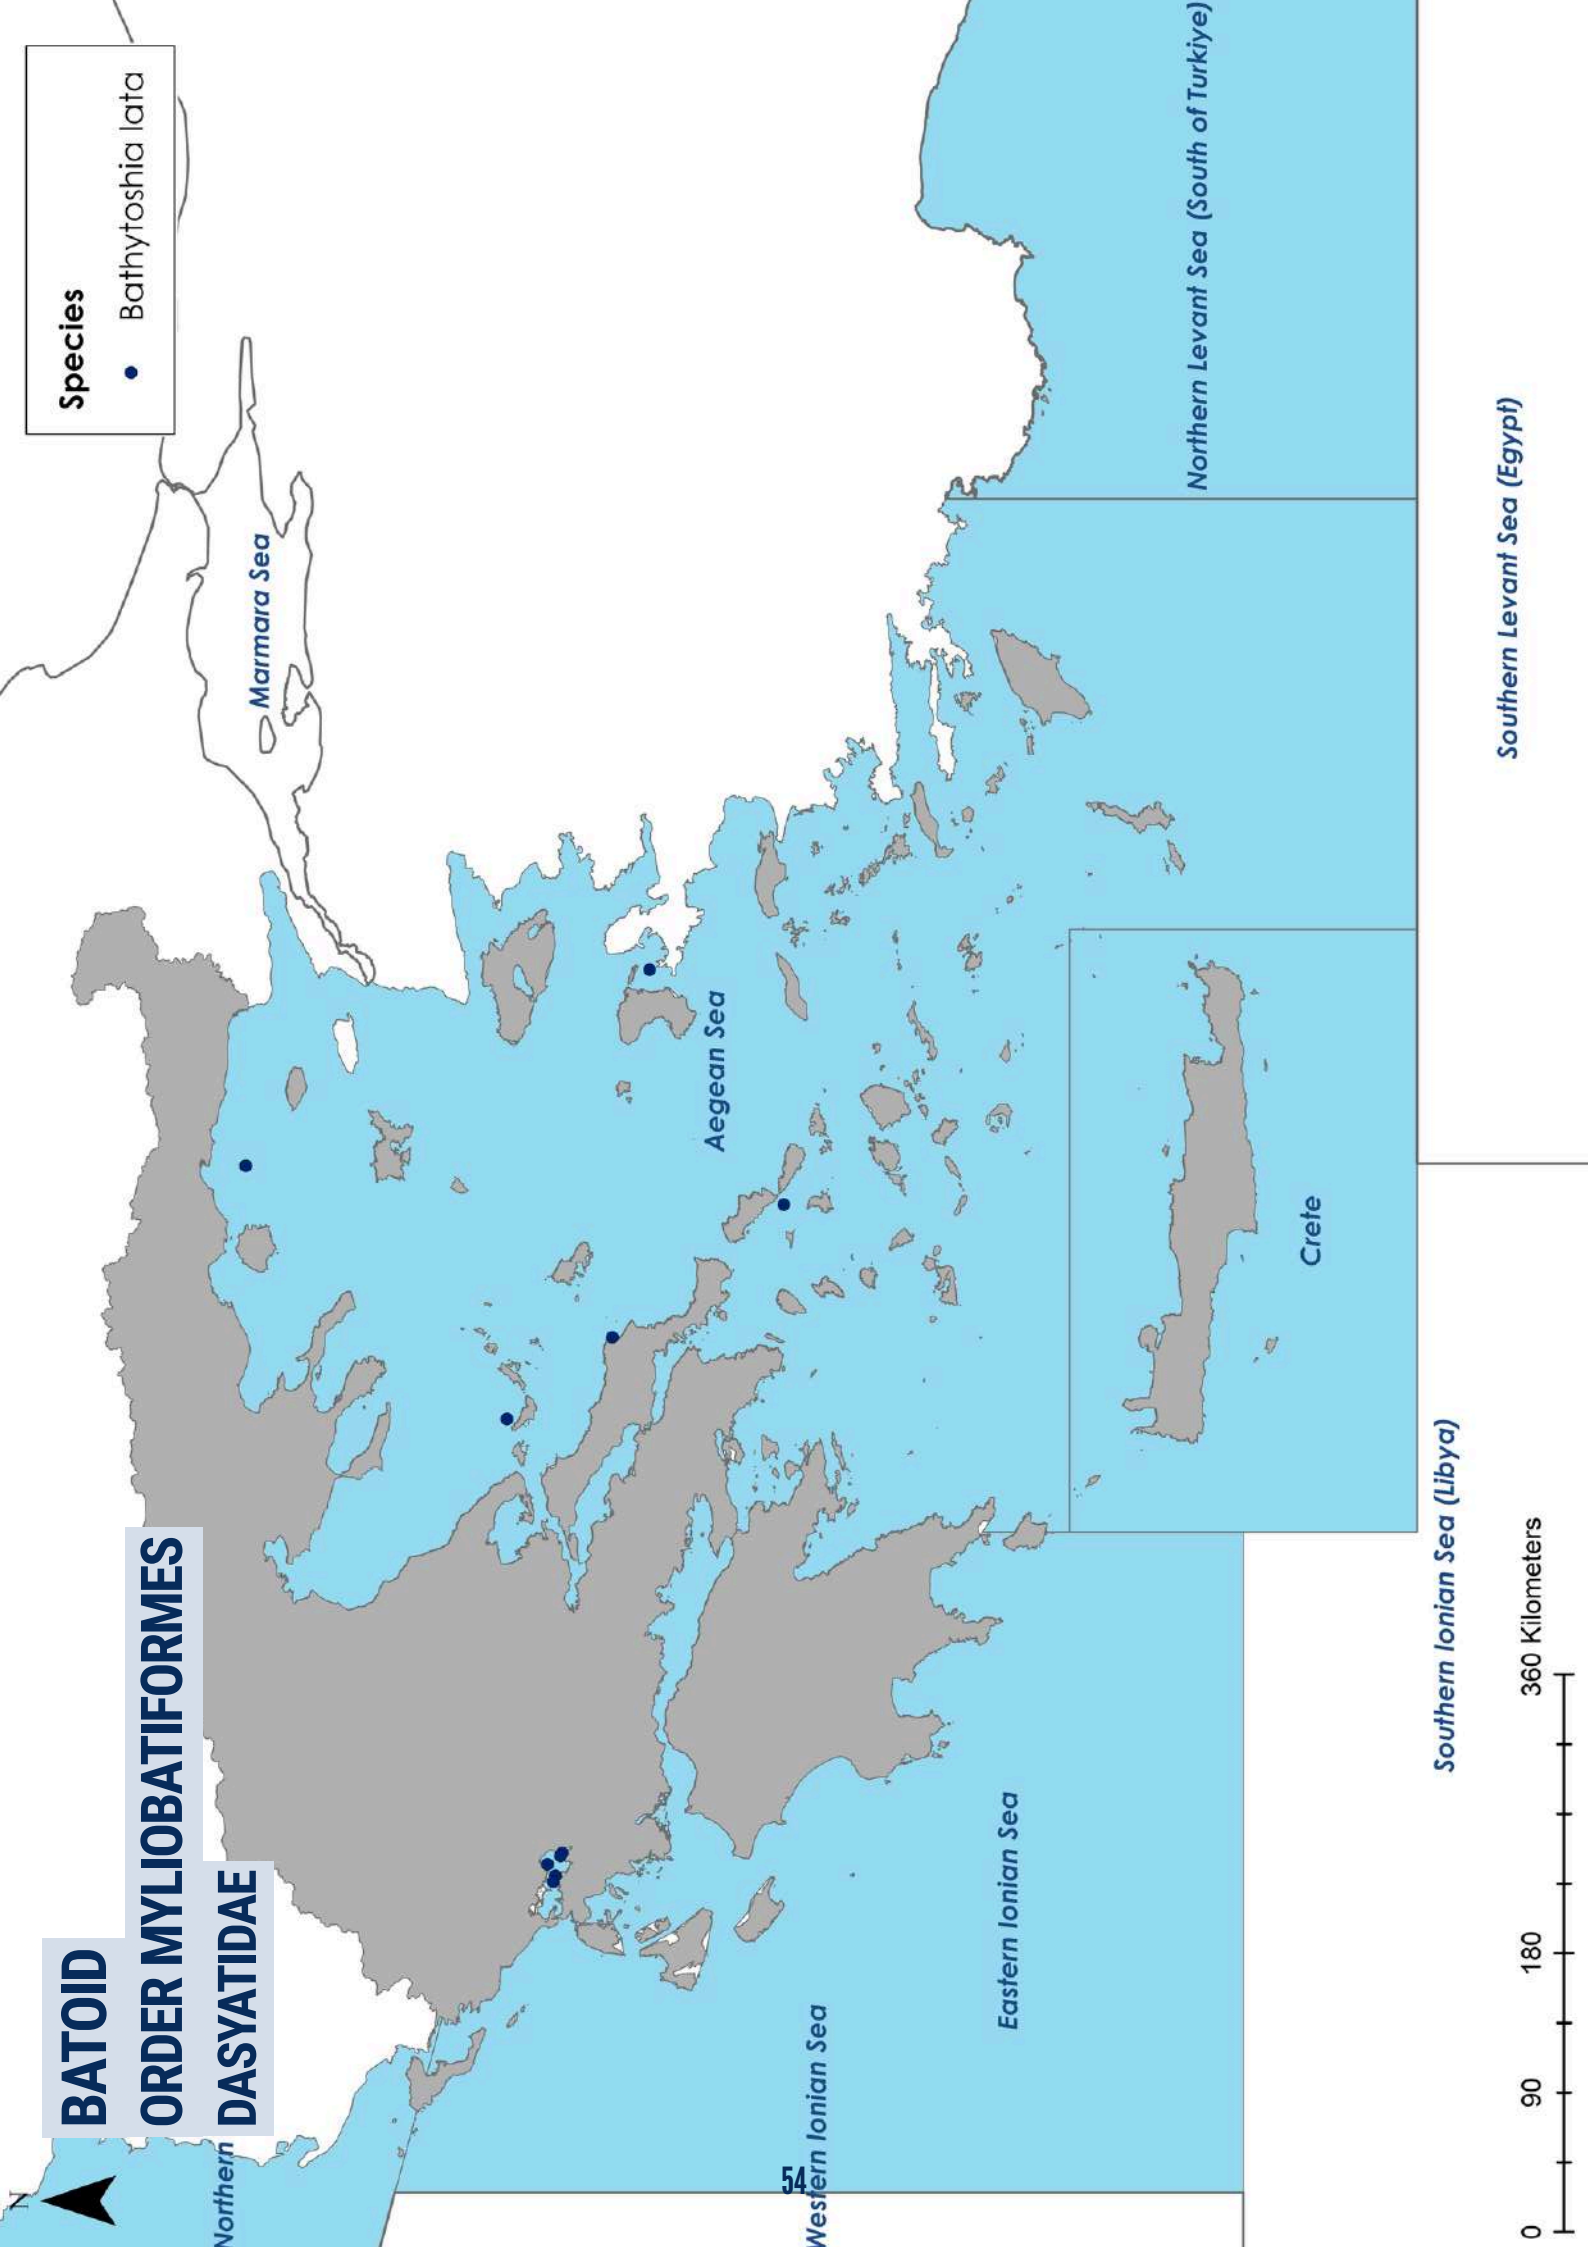 BATOID
ORDER MYLIOBATIFORMES
DASYATIDAE
N
Species
Bathytoshia lata
Northern
Marmara Sea
Aegean Sea
Western Ionian Sea
Eastern Ionian Sea
Northern Levant Sea (South of Turkiye)
Crete
Southern Ionian Sea (Libya)
Southern Levant Sea (Egypt)
0 90 180 360 Kilometers
54